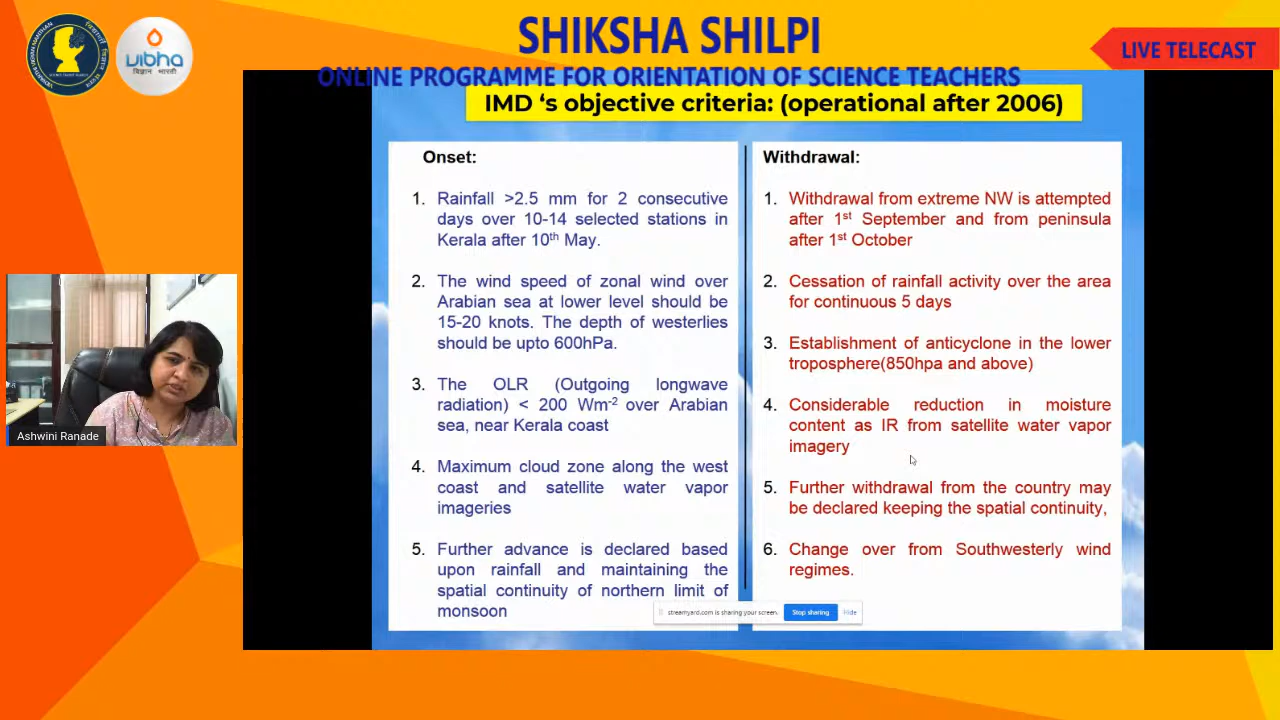 SHIKSHA SHILPI
ONLINE PROGRAMME FOR ORIENTATION OF SCIENCE TEACHERS
LIVE TELECAST
vibha
विज्ञान भारती
IMD ‘s objective criteria: (operational after 2006)
Onset:
1. Rainfall >2.5 mm for 2 consecutive
days over 10-14 selected stations in
Kerala after 10th May.
2. The wind speed of zonal wind over
Arabian sea at lower level should be
15-20 knots. The depth of westerlies
should be upto 600hPa.
3. The OLR (Outgoing longwave
radiation) < 200 Wm-2 over Arabian
sea, near Kerala coast
4. Maximum cloud zone along the west
coast and satellite water vapor
imageries
5. Further advance is declared based
upon rainfall and maintaining the
spatial continuity of northern limit of
monsoon
Withdrawal:
1. Withdrawal from extreme NW is attempted
after 1st September and from peninsula
after 1st October
2. Cessation of rainfall activity over the area
for continuous 5 days
3. Establishment of anticyclone in the lower
troposphere(850hpa and above)
4. Considerable reduction in moisture
content as IR from satellite water vapor
imagery
5. Further withdrawal from the country may
be declared keeping the spatial continuity,
6. Change over from Southwesterly wind
regimes.
streamyard.com is sharing your screen.
Stop sharing
Hide
Ashwini Ranade